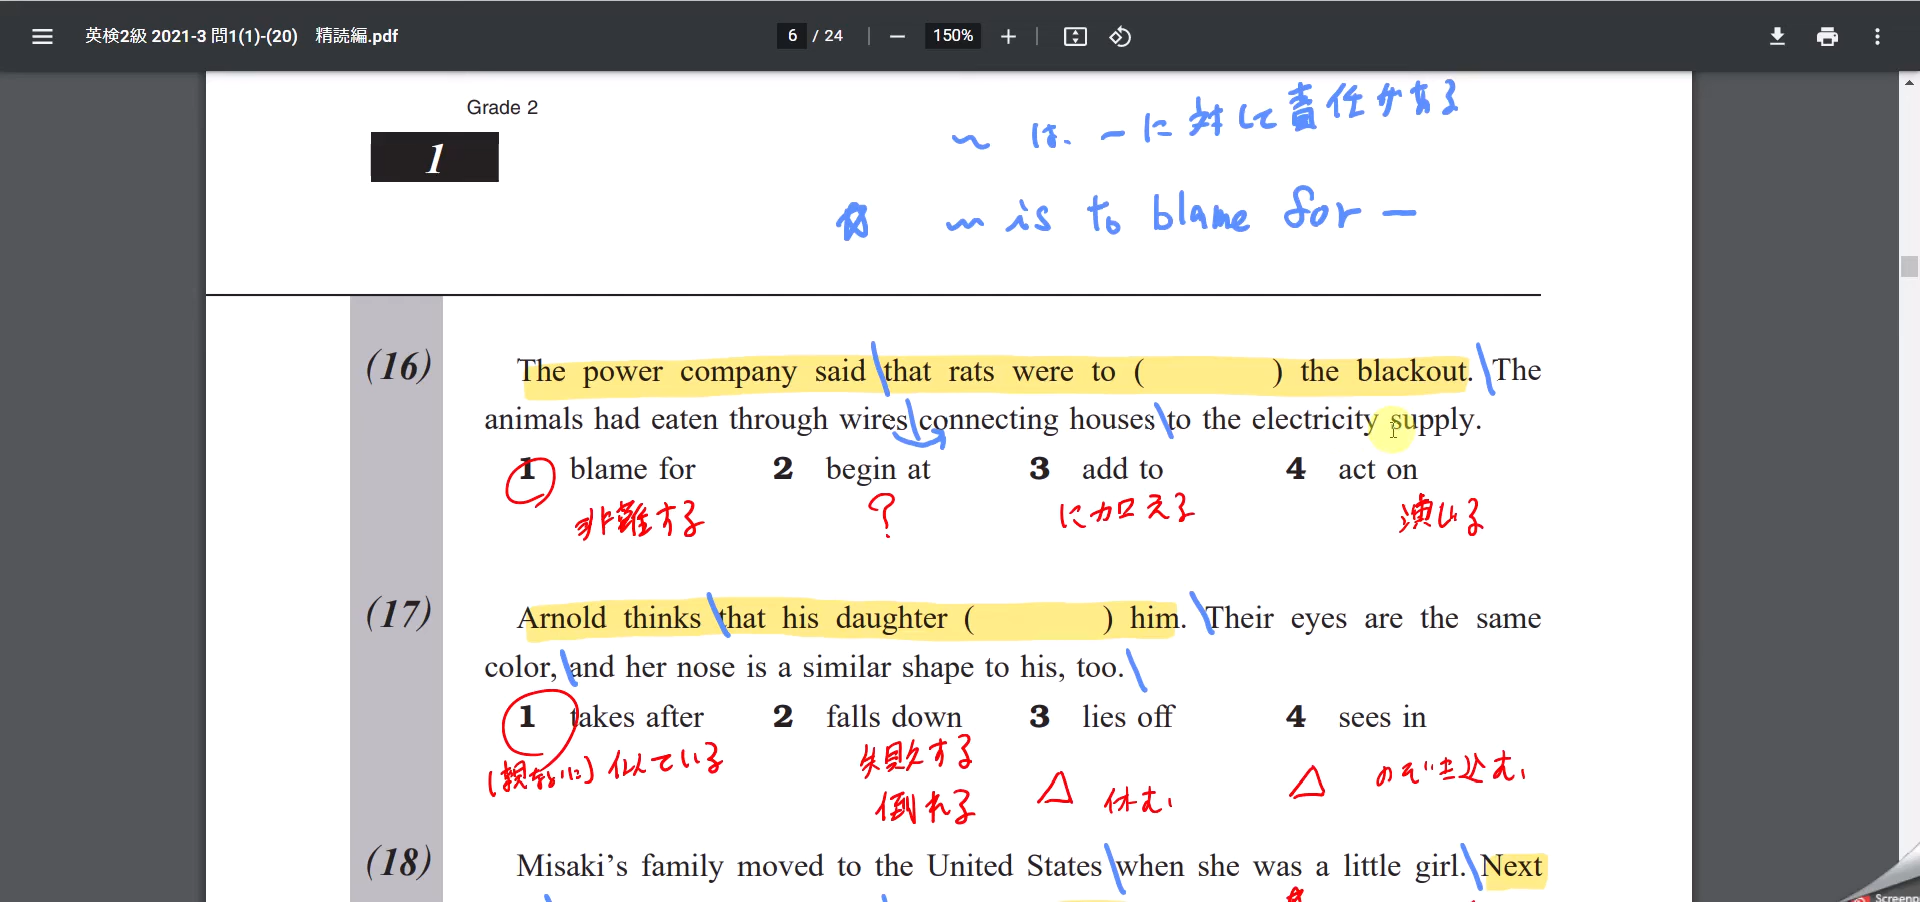 英検2級 2021-3 問1(1)-(20) 精読編.pdf
6 / 24
150%
Grade 2
1
〜 は、ーに対して責任がある
☆ 〜 is to blame for ー
(16) The power company said that rats were to ( ) the blackout. The
animals had eaten through wires connecting houses to the electricity supply.
1 blame for 2 begin at 3 add to 4 act on
非難する ? に加える 演じる
(17) Arnold thinks that his daughter ( ) him. Their eyes are the same
color, and her nose is a similar shape to his, too.
1 takes after 2 falls down 3 lies off 4 sees in
(親などに)似ている 失敗する △ 休む、 △ のぞき込む、
倒れる
(18) Misaki's family moved to the United States when she was a little girl. Next